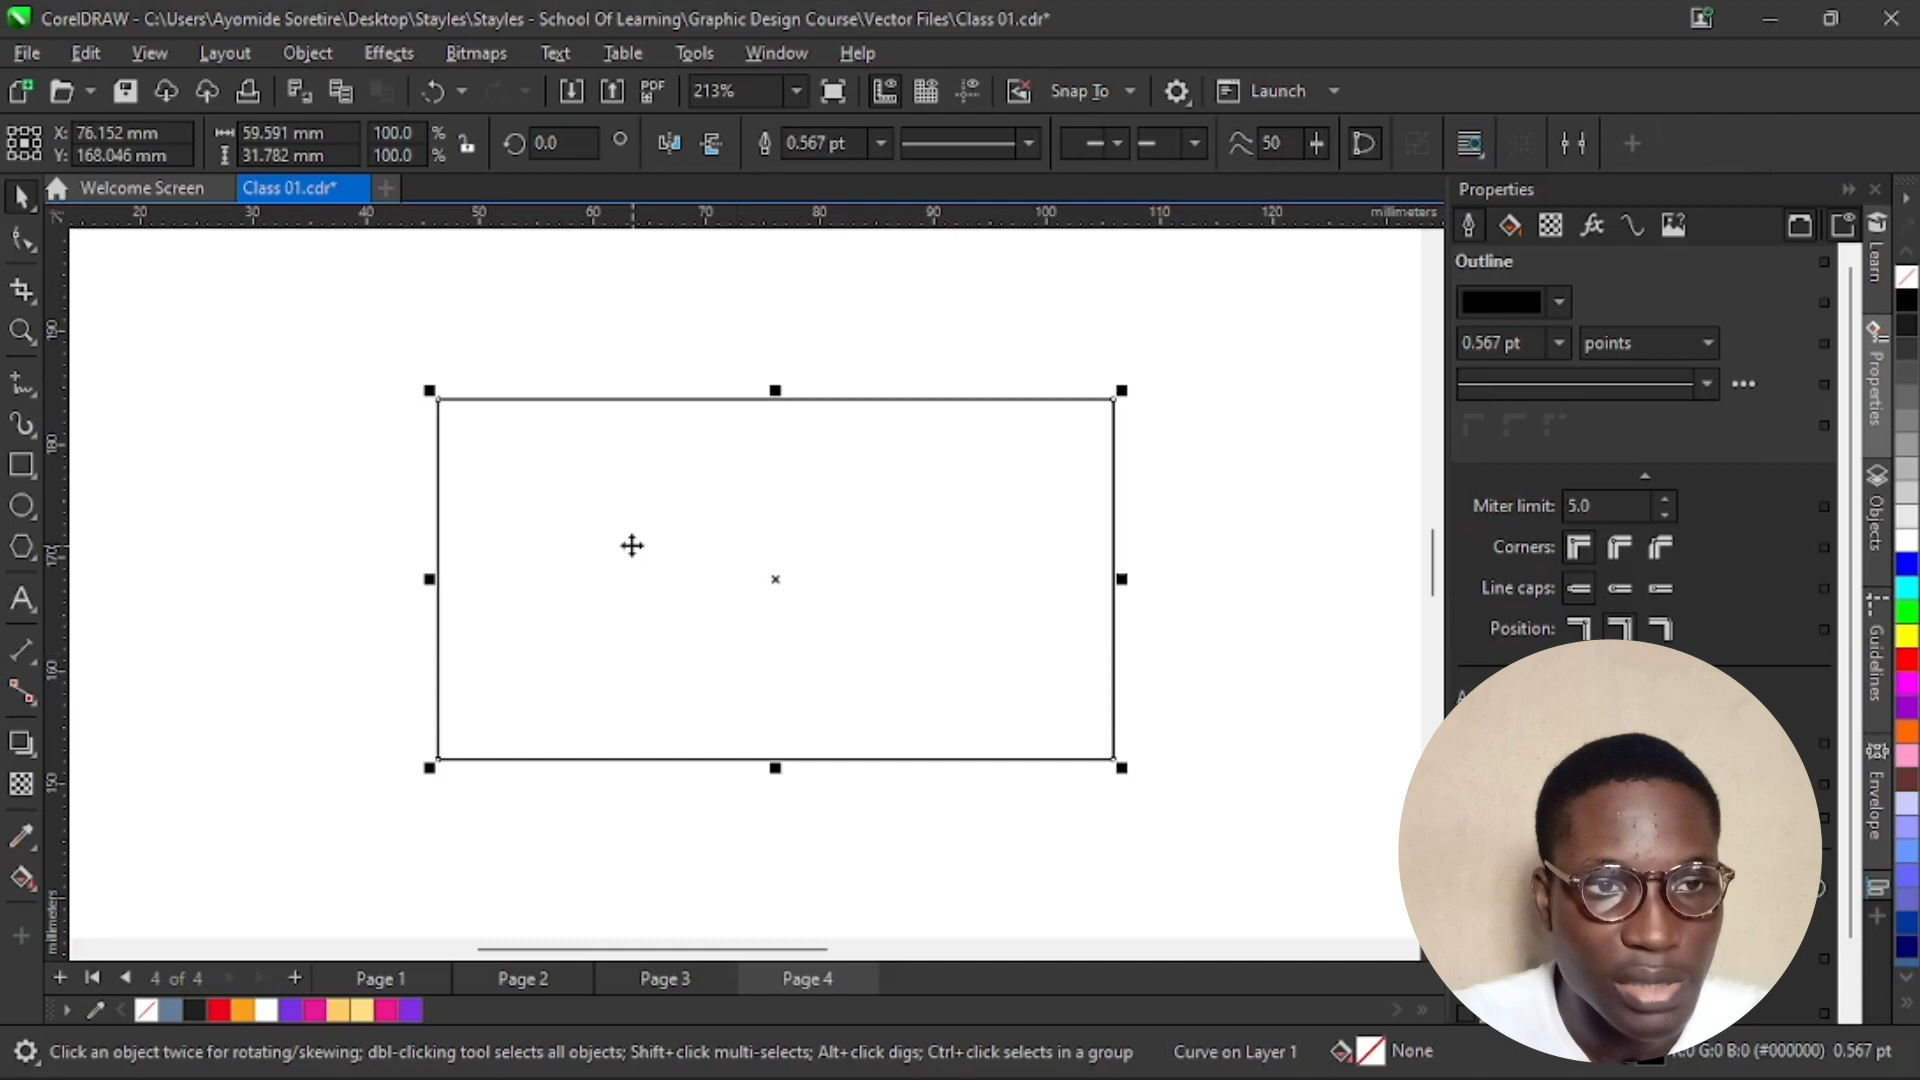 CorelDRAW - C:\Users\Ayomide Soretire\Desktop\Stayles\Stayles - School Of Learning\Graphic Design Course\Vector Files\Class 01.cdr*
File Edit View Layout Object Effects Bitmaps Text Table Tools Window Help
PDF 213% Snap To Launch
X: 76.152 mm 59.591 mm 100.0 % 0.0 0.567 pt 50
Y: 168.046 mm 31.782 mm 100.0 %
Welcome Screen Class 01.cdr*
20 30 40 50 60 70 80 90 100 110 120 millimeters
190
180
170
160
150
millimeters
Properties
Outline
0.567 pt points
Miter limit: 5.0
Corners:
Line caps:
Position:
Learn
Properties
Objects
Guidelines
Envelope
4 of 4 Page 1 Page 2 Page 3 Page 4
Click an object twice for rotating/skewing; dbl-clicking tool selects all objects; Shift+click multi-selects; Alt+click digs; Ctrl+click selects in a group Curve on Layer 1 None G:0 B:0 (#000000) 0.567 pt